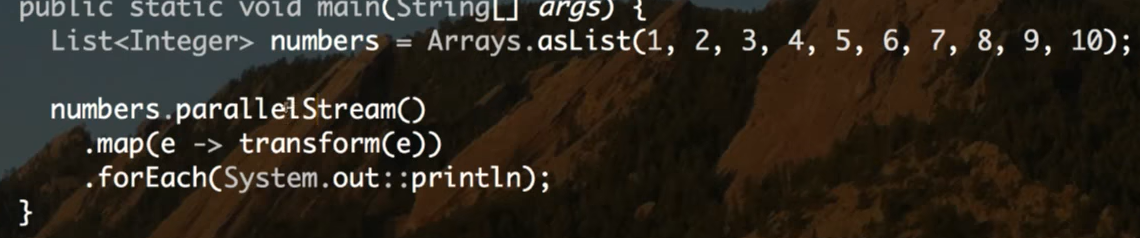 public static void main(String[] args) {
List<Integer> numbers = Arrays.asList(1, 2, 3, 4, 5, 6, 7, 8, 9, 10);
numbers.parallelStream()
.map(e -> transform(e))
.forEach(System.out::println);
}